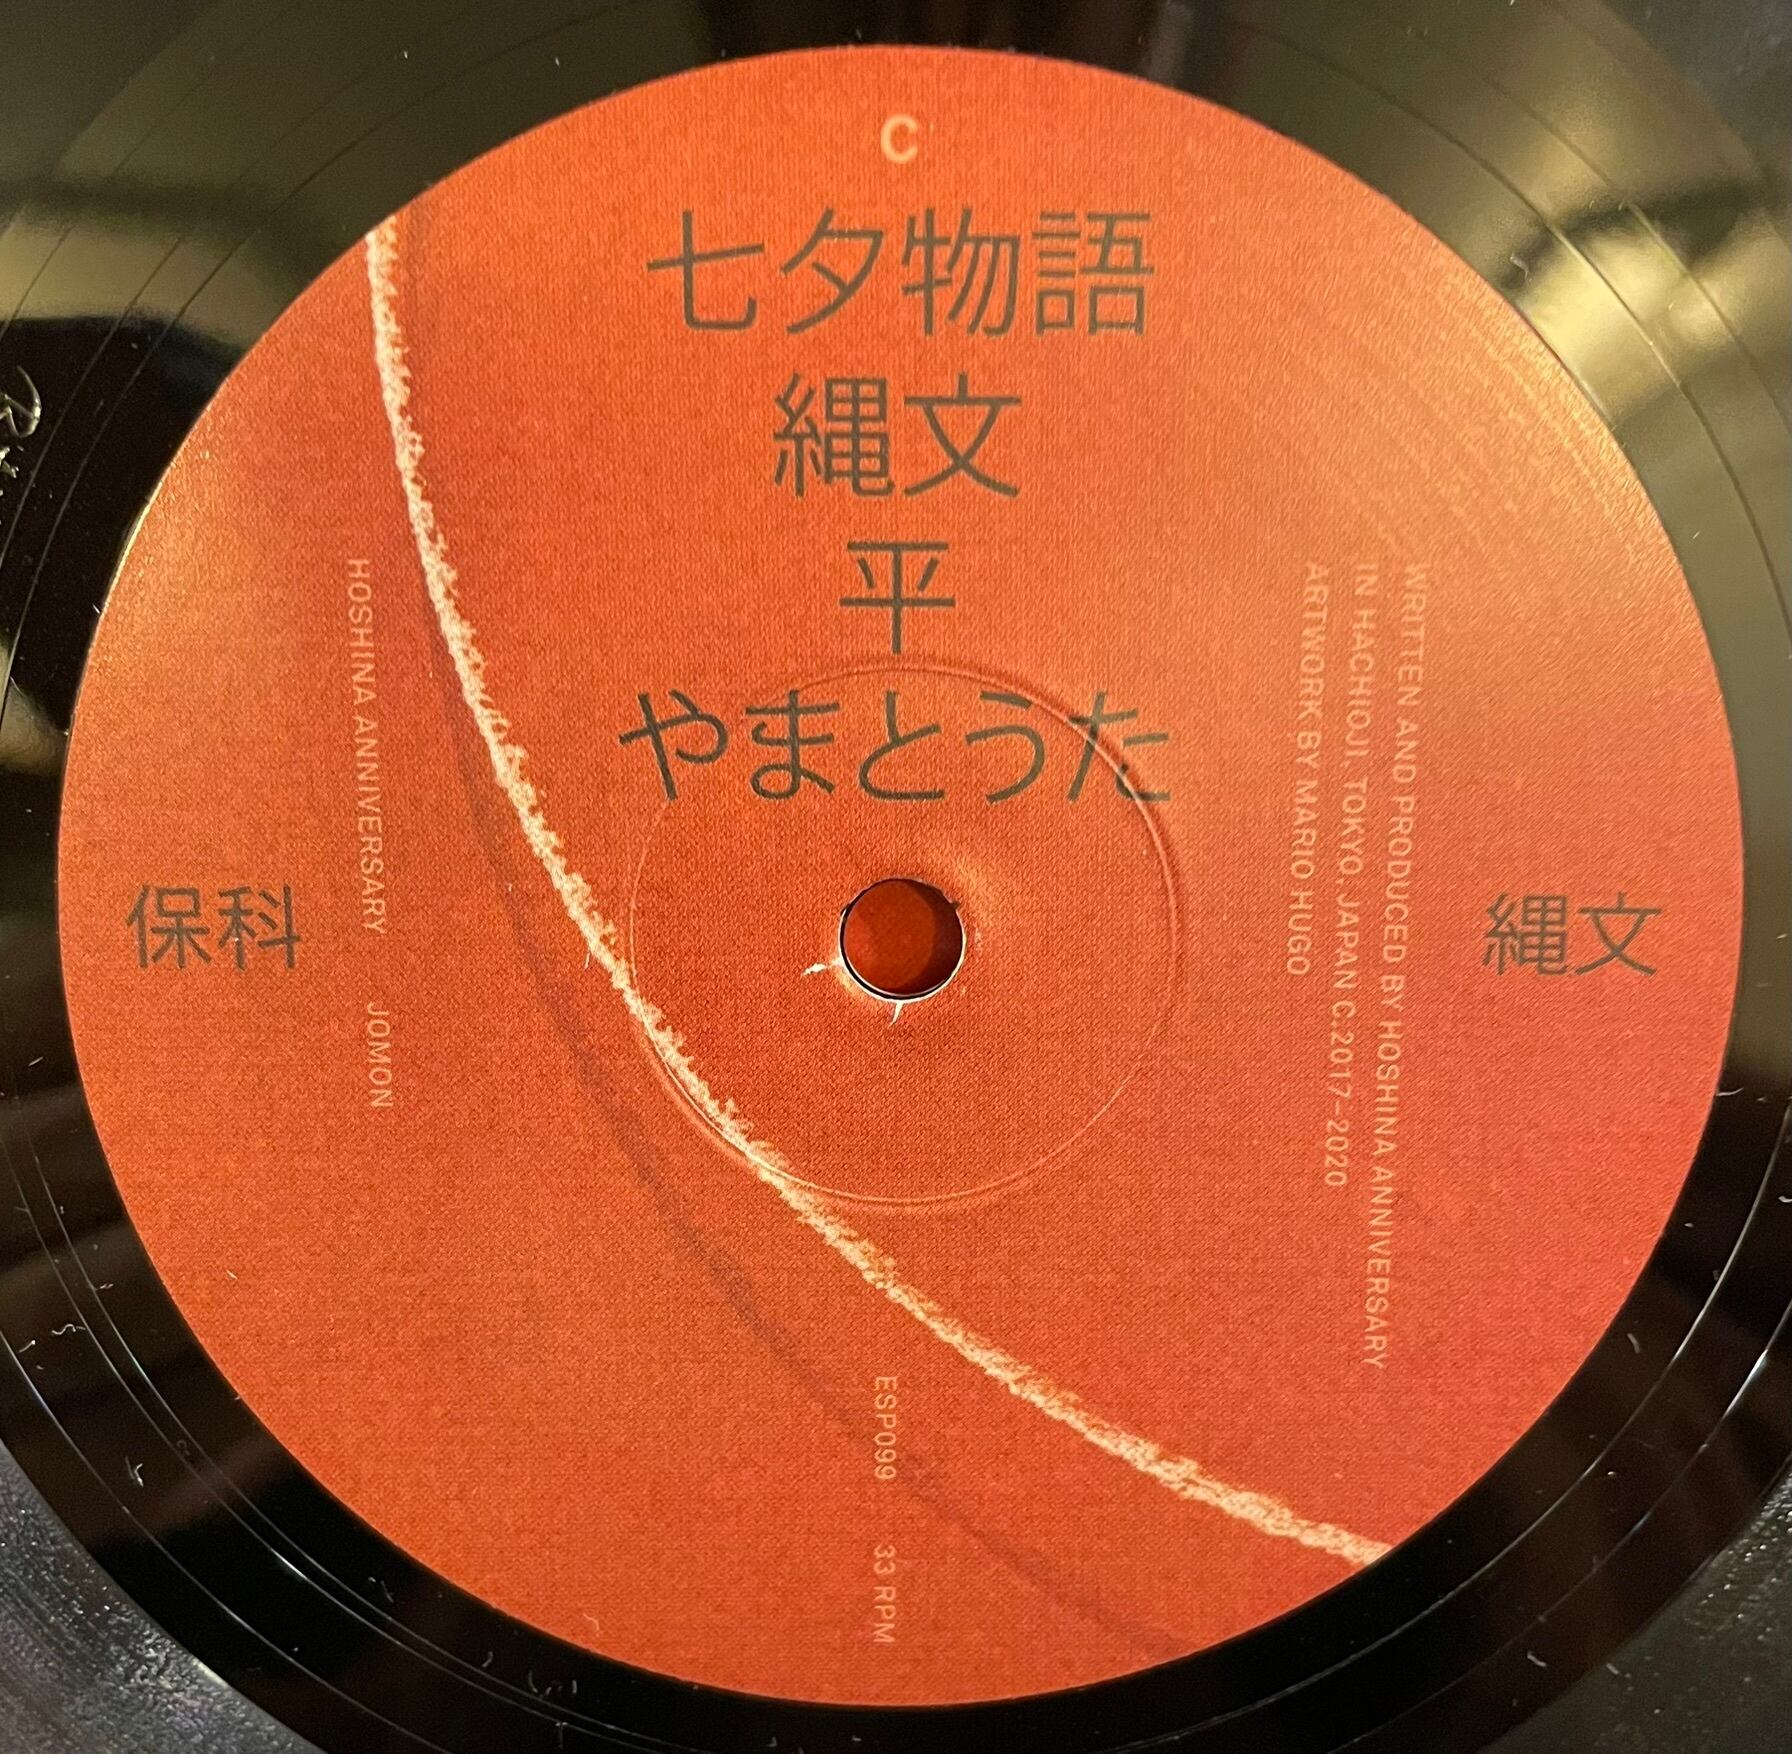 C
七夕物語
縄文
平
やまとうた
保科
HOSHINA ANNIVERSARY JOMON
WRITTEN AND PRODUCED BY HOSHINA ANNIVERSARY
IN HACHIOJI, TOKYO, JAPAN C.2017–2020
ARTWORK BY MARIO HUGO
縄文
ESP099 33 RPM